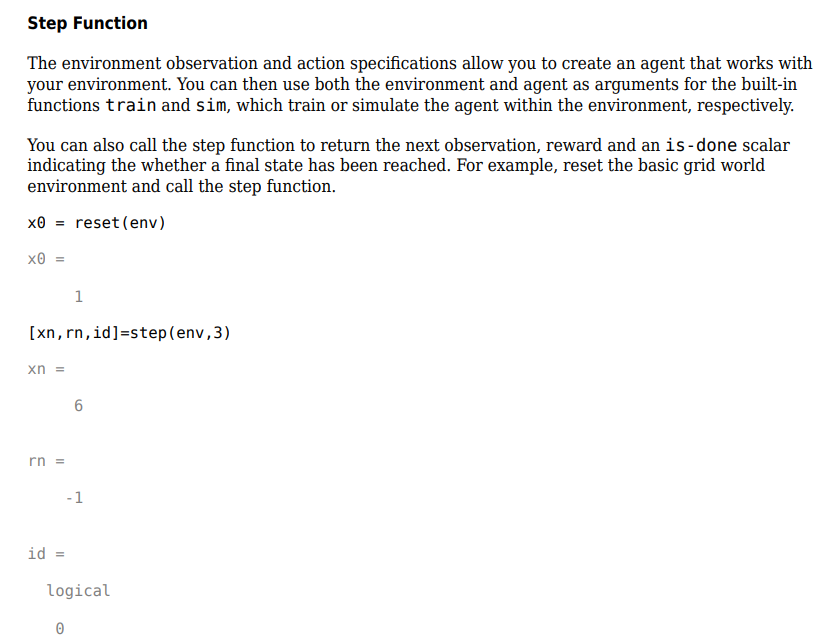 Step Function
The environment observation and action specifications allow you to create an agent that works with
your environment. You can then use both the environment and agent as arguments for the built-in
functions train and sim, which train or simulate the agent within the environment, respectively.
You can also call the step function to return the next observation, reward and an is-done scalar
indicating the whether a final state has been reached. For example, reset the basic grid world
environment and call the step function.
x0 = reset(env)
x0 =
1
[xn,rn,id]=step(env,3)
xn =
6
rn =
-1
id =
logical
0